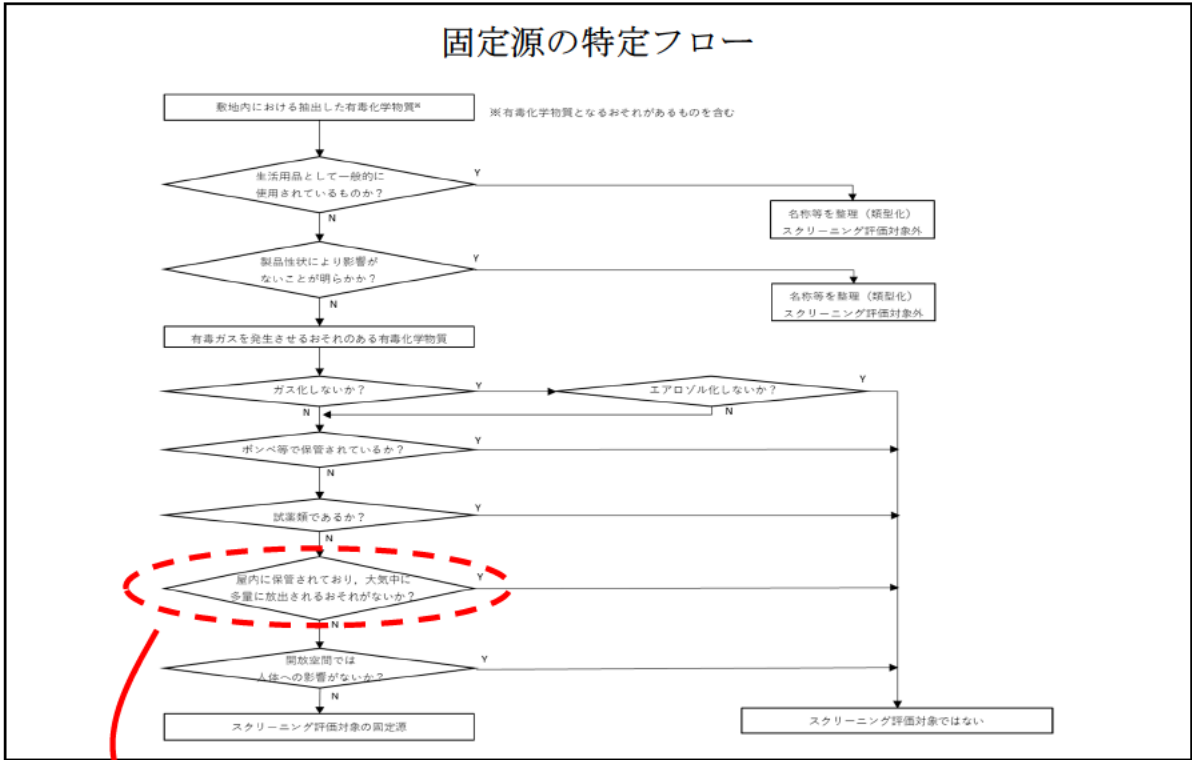 固定源の特定フロー
敷地内における抽出した有毒化学物質※
※有毒化学物質となるおそれがあるものを含む
生活用品として一般的に
使用されているものか？
Y
N
名称等を整理（類型化）
スクリーニング評価対象外
製品性状により影響が
ないことが明らかか？
Y
N
名称等を整理（類型化）
スクリーニング評価対象外
有毒ガスを発生させるおそれのある有毒化学物質
ガス化しないか？
Y
N
エアロゾル化しないか？
Y
N
ボンベ等で保管されているか？
Y
N
試薬類であるか？
Y
N
屋内に保管されており，大気中に
多量に放出されるおそれがないか？
Y
N
開放空間では
人体への影響がないか？
Y
N
スクリーニング評価対象の固定源
スクリーニング評価対象ではない